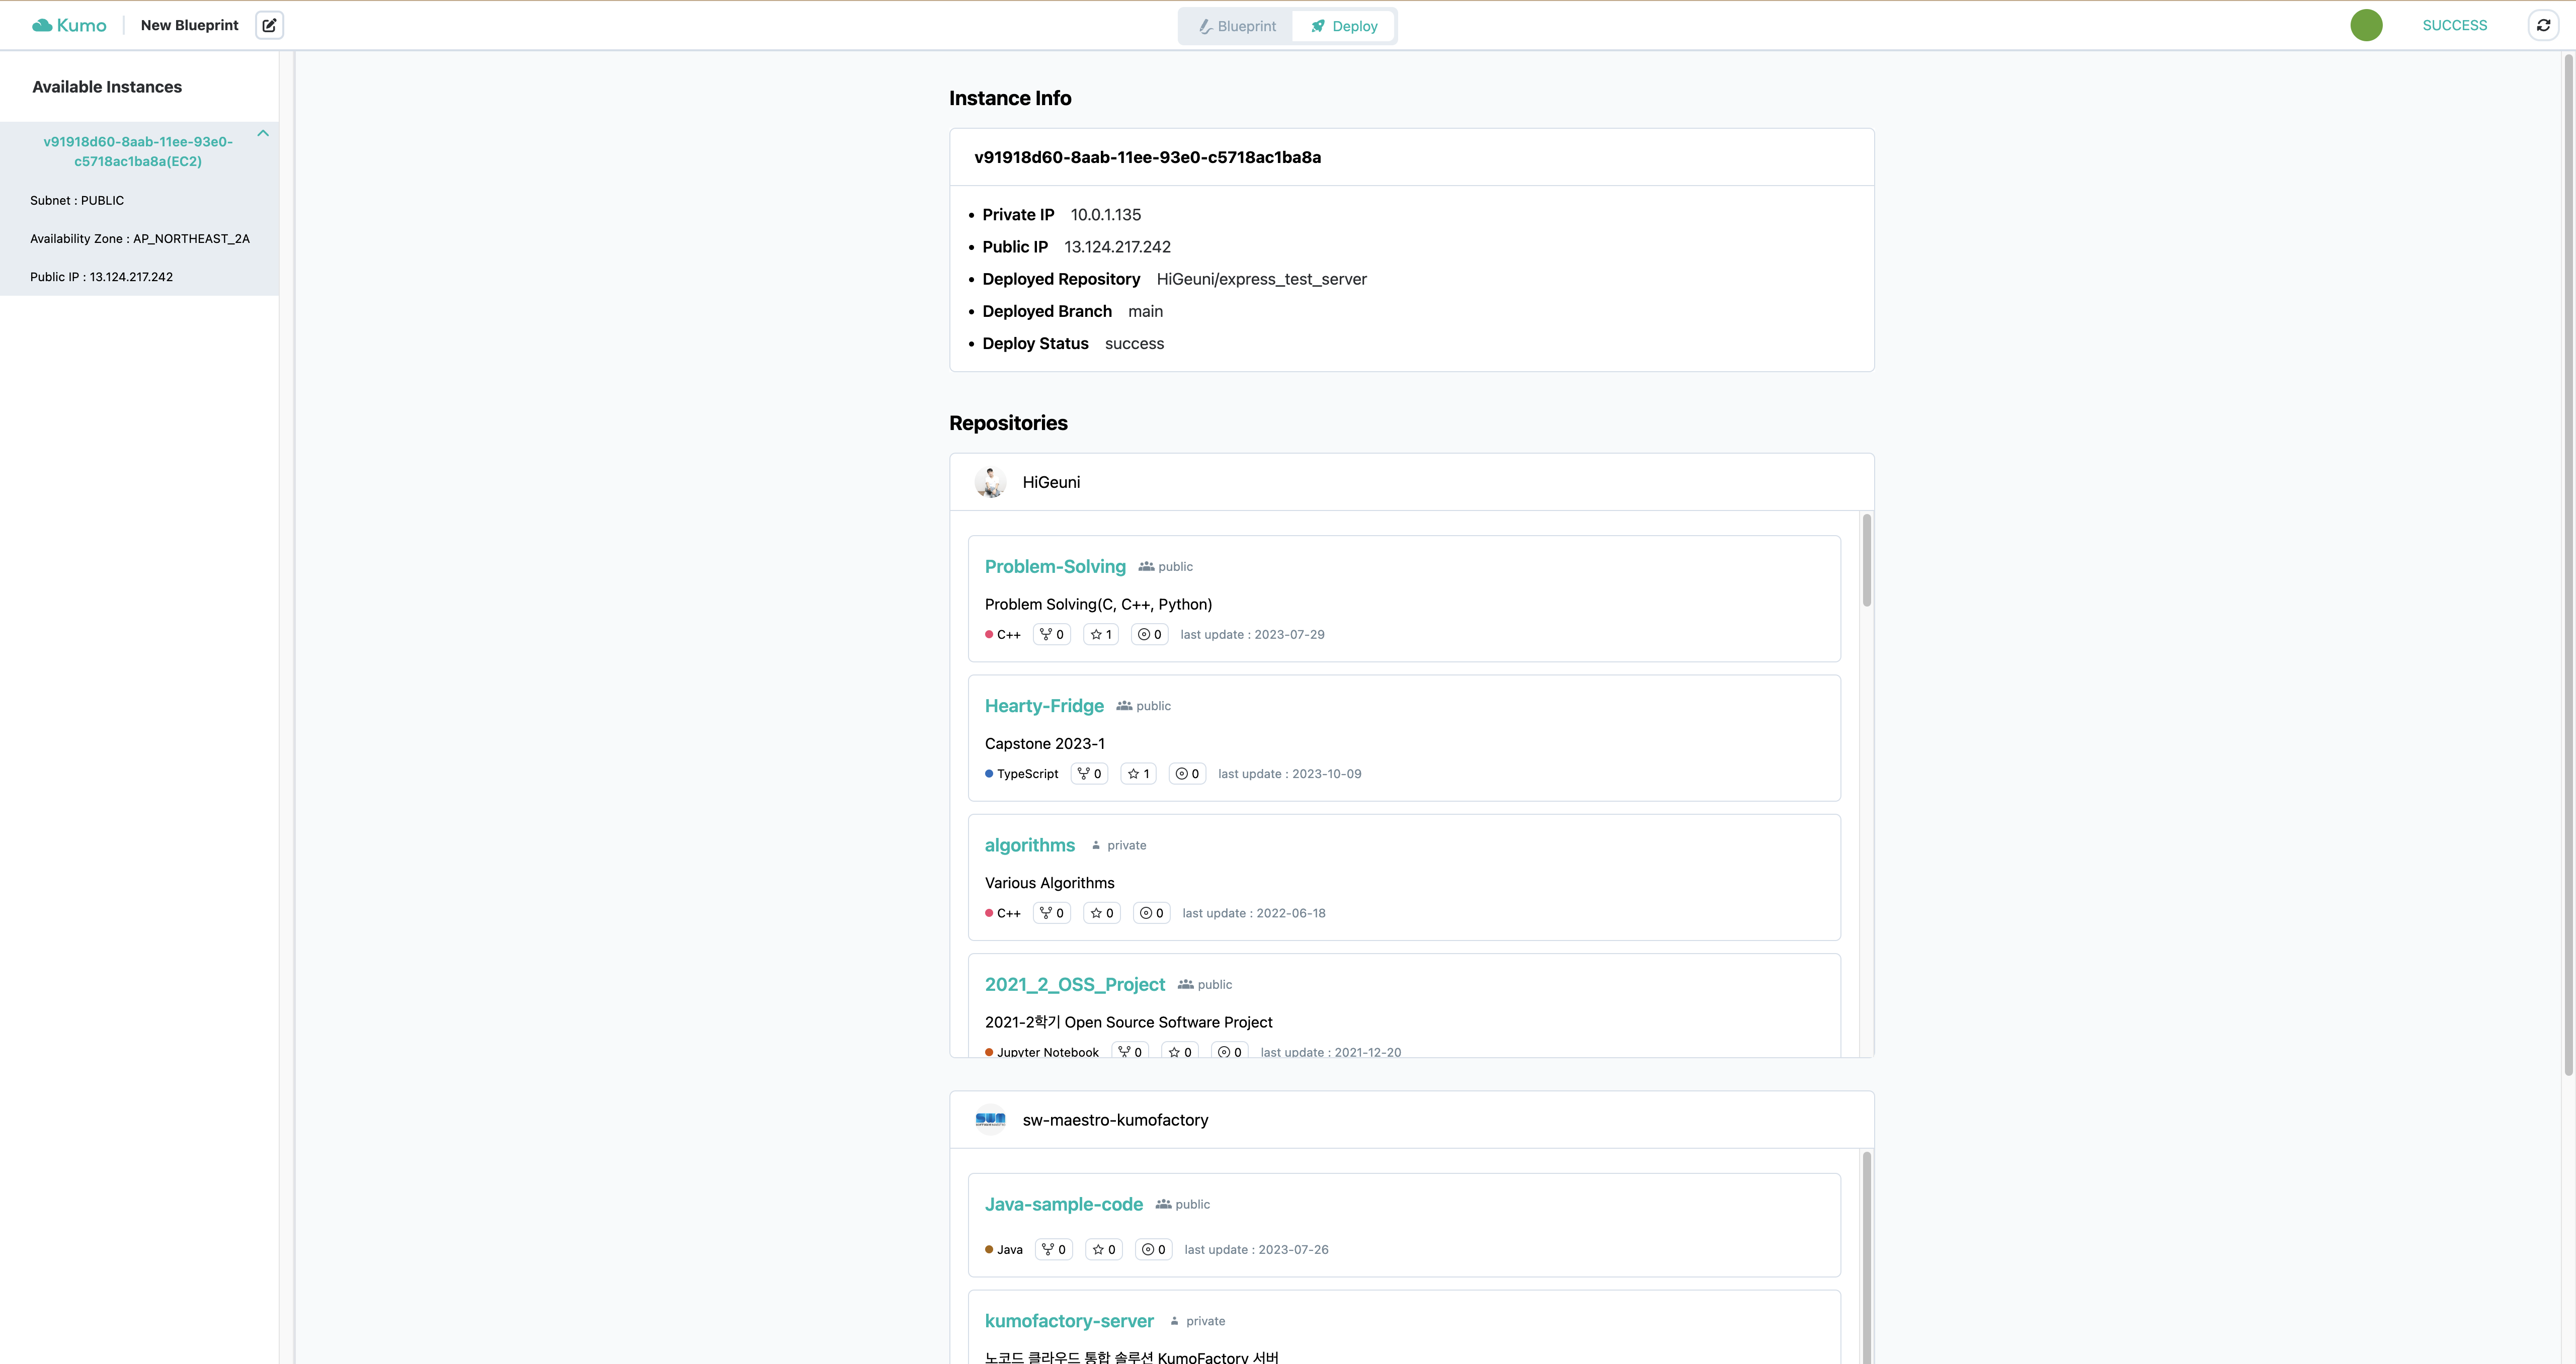 Kumo
New Blueprint
Blueprint
Deploy
SUCCESS
Available Instances
v91918d60-8aab-11ee-93e0-
c5718ac1ba8a(EC2)
Subnet : PUBLIC
Availability Zone : AP_NORTHEAST_2A
Public IP : 13.124.217.242
Instance Info
v91918d60-8aab-11ee-93e0-c5718ac1ba8a
• Private IP 10.0.1.135
• Public IP 13.124.217.242
• Deployed Repository HiGeuni/express_test_server
• Deployed Branch main
• Deploy Status success
Repositories
HiGeuni
Problem-Solving public
Problem Solving(C, C++, Python)
C++ 0 1 0 last update : 2023-07-29
Hearty-Fridge public
Capstone 2023-1
TypeScript 0 1 0 last update : 2023-10-09
algorithms private
Various Algorithms
C++ 0 0 0 last update : 2022-06-18
2021_2_OSS_Project public
2021-2학기 Open Source Software Project
Jupyter Notebook 0 0 0 last update : 2021-12-20
sw-maestro-kumofactory
Java-sample-code public
Java 0 0 0 last update : 2023-07-26
kumofactory-server private
노코드 클라우드 통합 솔루션 KumoFactory 서버